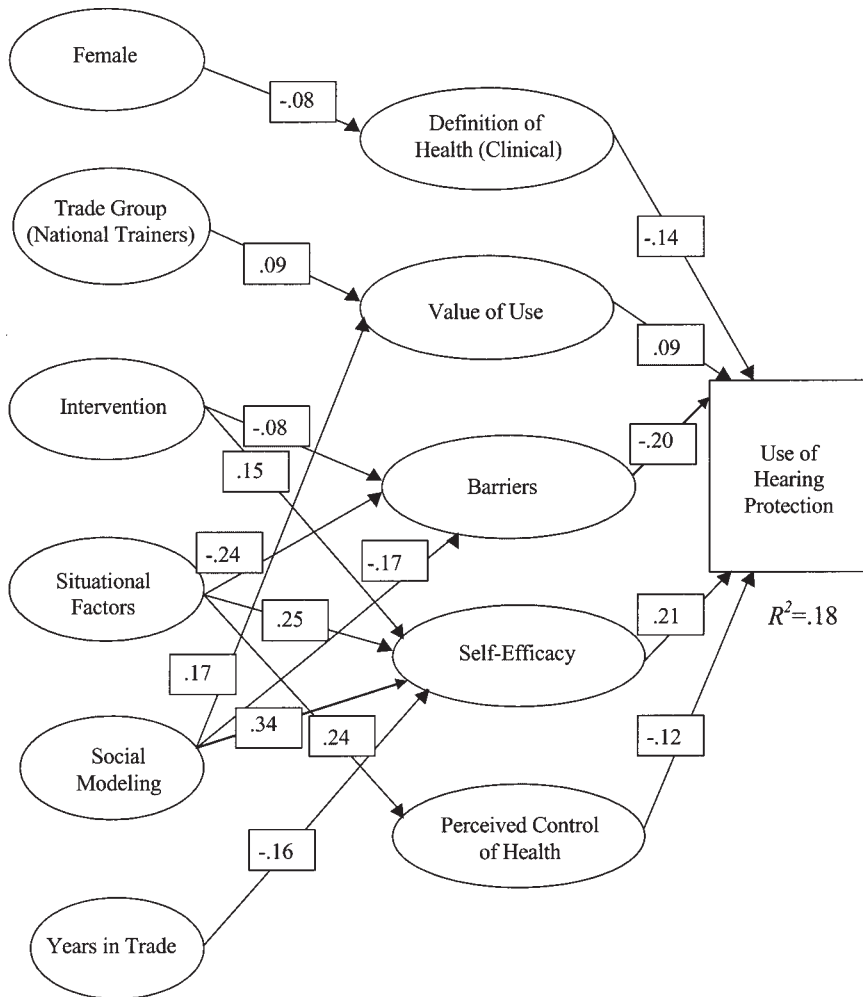 Female
-.08
Definition of
Health (Clinical)
-.14
Trade Group
(National Trainers)
.09
Value of Use
.09
Intervention
-.08
.15
Barriers
-.20
Use of
Hearing
Protection
R²=.18
Situational
Factors
-.24
.25
-.17
Self-Efficacy
.21
.17
.34
.24
Social
Modeling
-.12
Perceived Control
of Health
-.16
Years in Trade